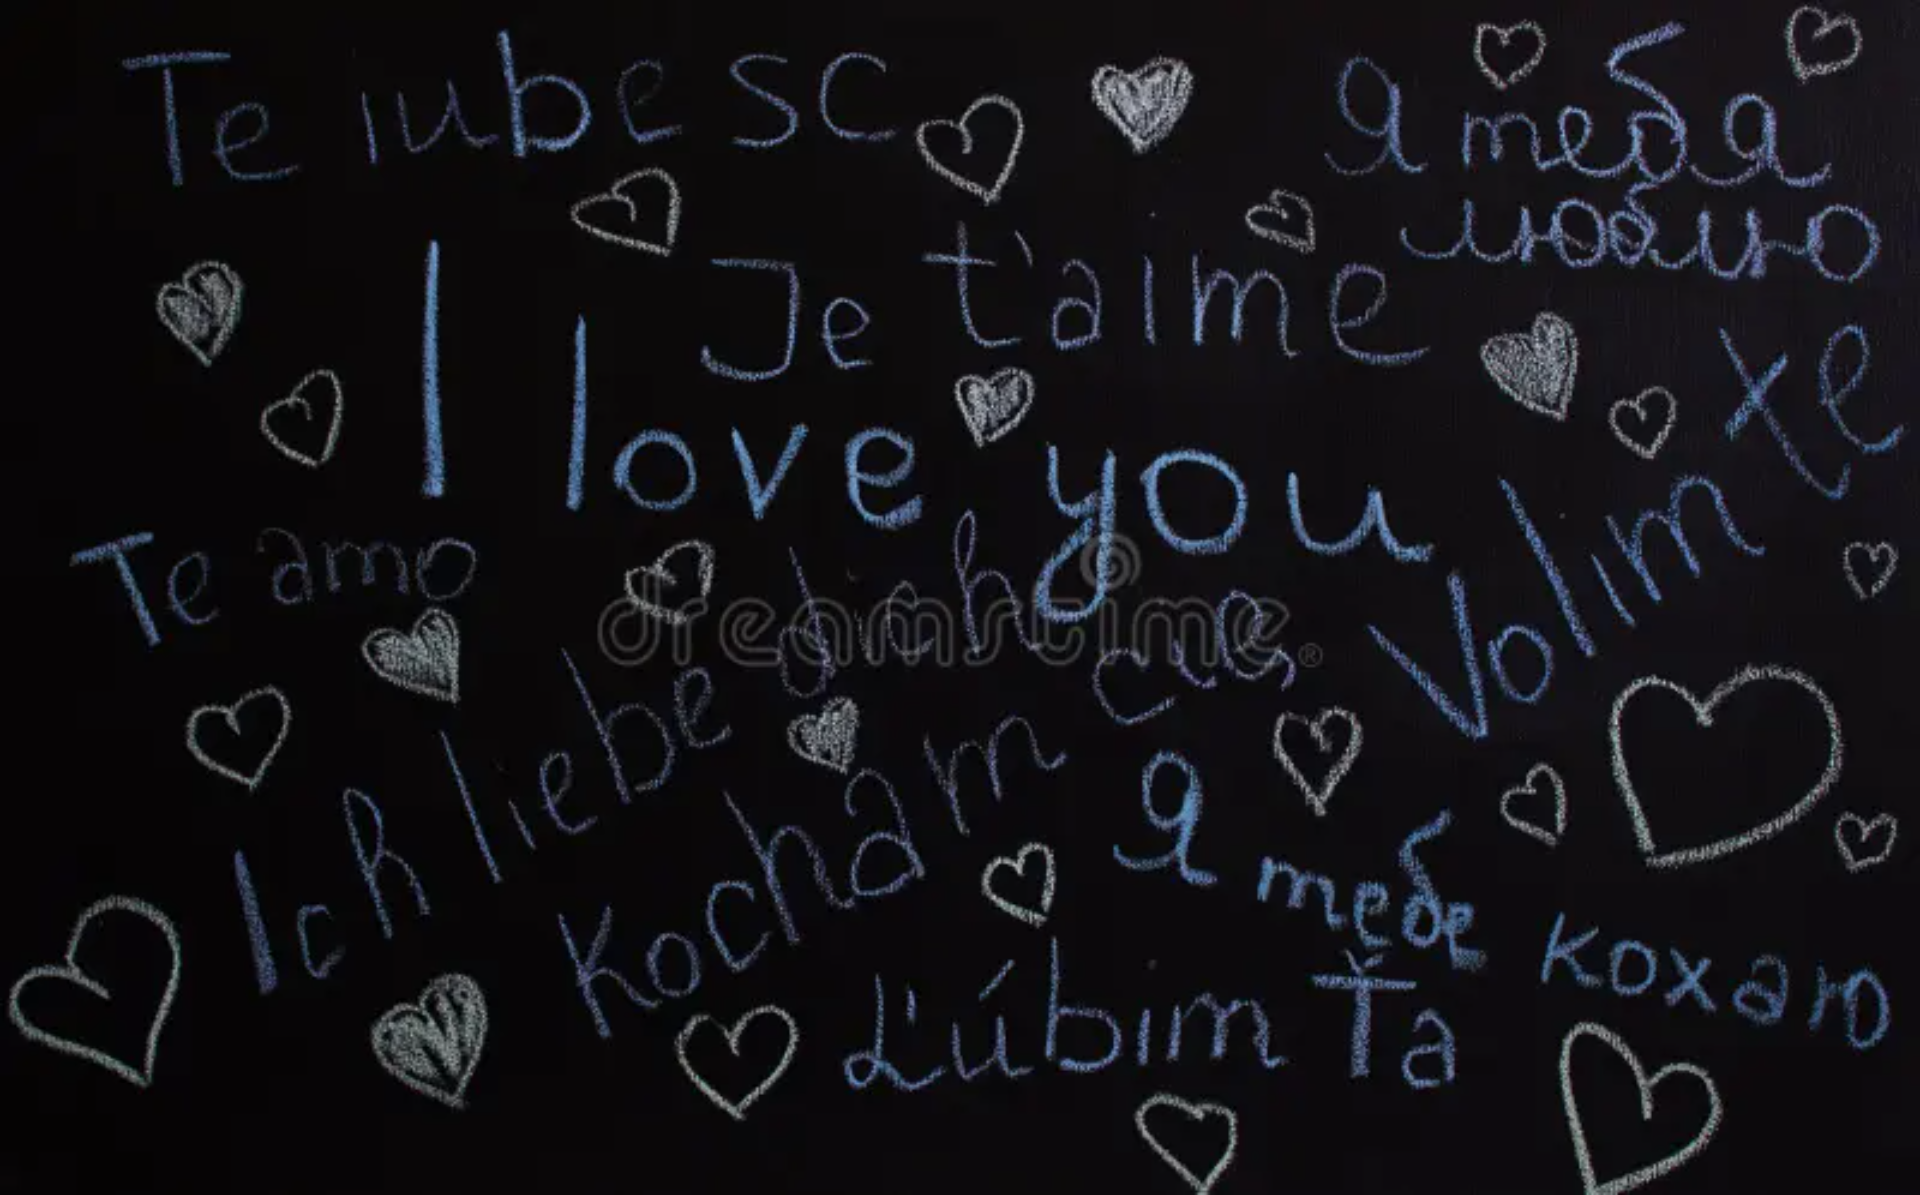 Te iubesc
Я тебя
люблю
Je t'aime
I love you
Volim te
Te amo
Ich liebe dich
dreamstime®
Kocham cię
Я тебе кохаю
Ľúbim Ťa